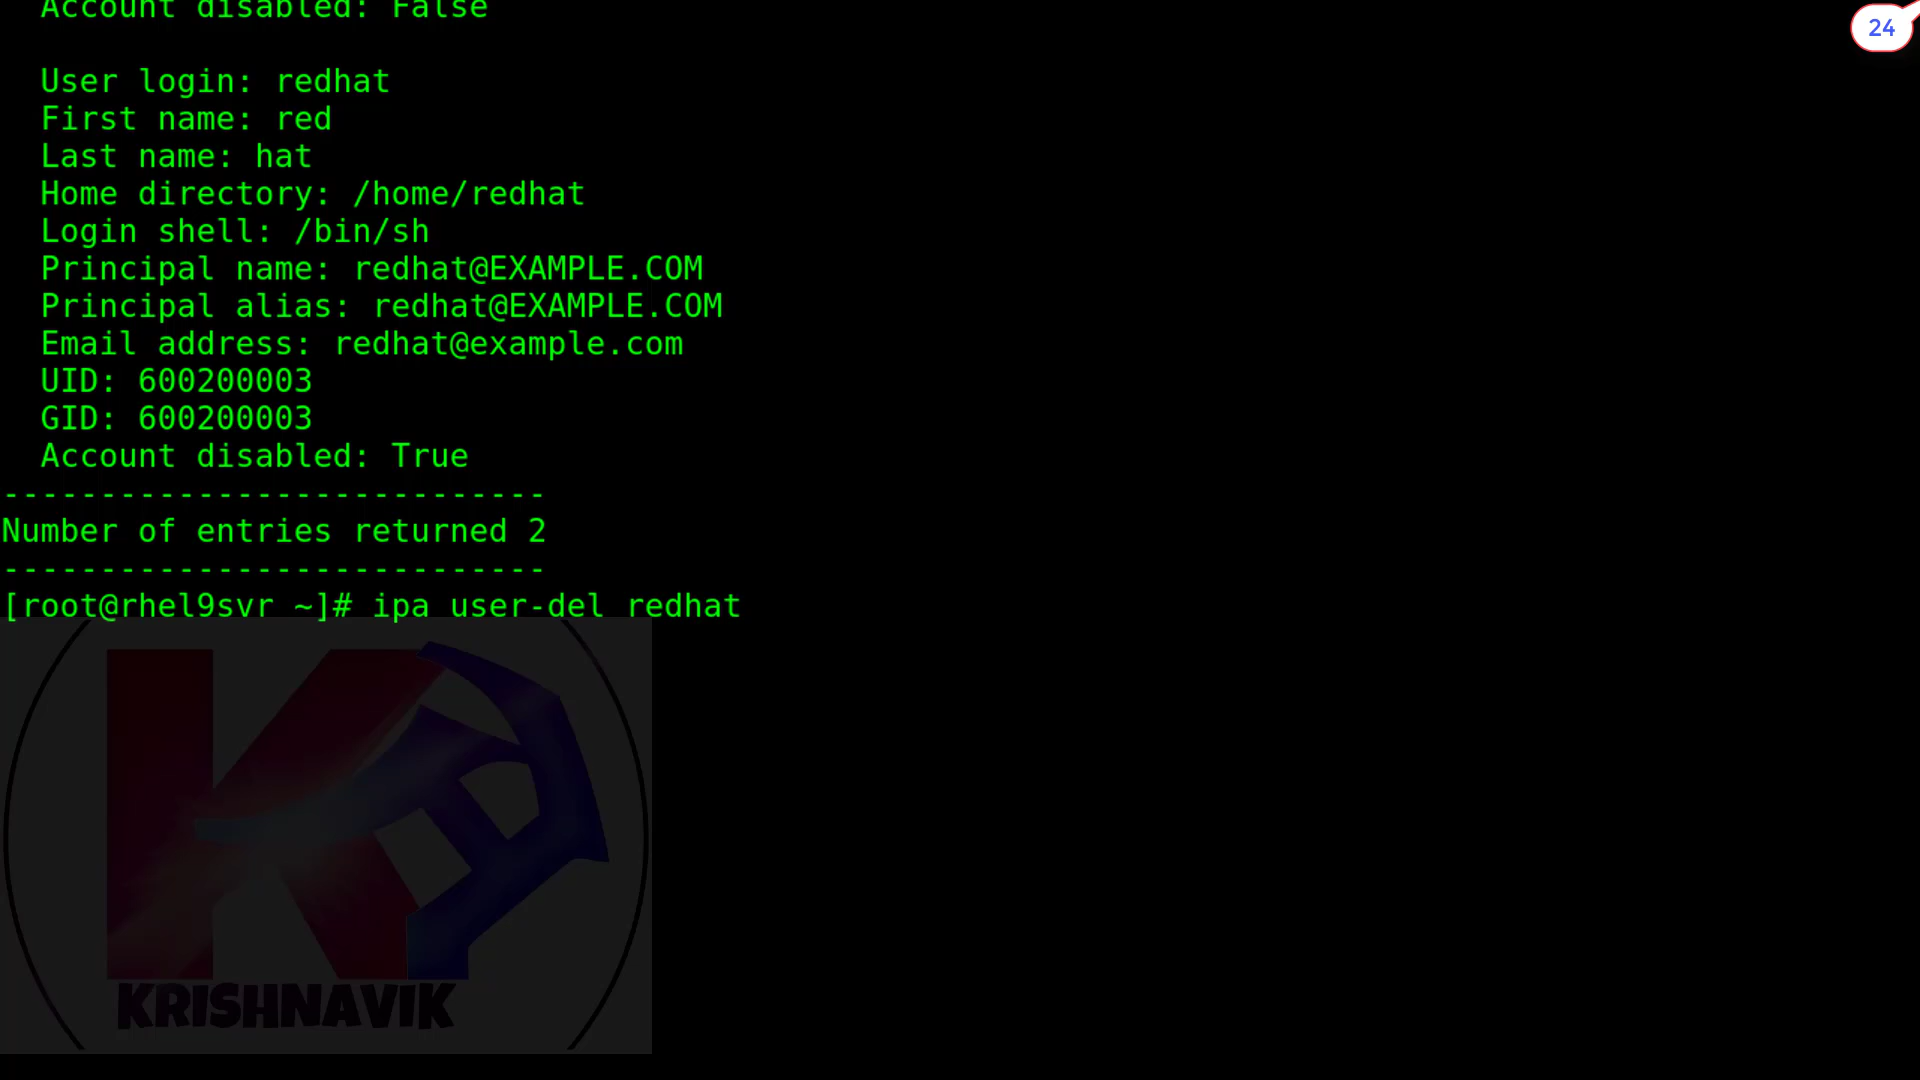 Account disabled: False
24
User login: redhat
First name: red
Last name: hat
Home directory: /home/redhat
Login shell: /bin/sh
Principal name: redhat@EXAMPLE.COM
Principal alias: redhat@EXAMPLE.COM
Email address: redhat@example.com
UID: 600200003
GID: 600200003
Account disabled: True
----------------------------
Number of entries returned 2
----------------------------
[root@rhel9svr ~]# ipa user-del redhat
KRISHNAVIK